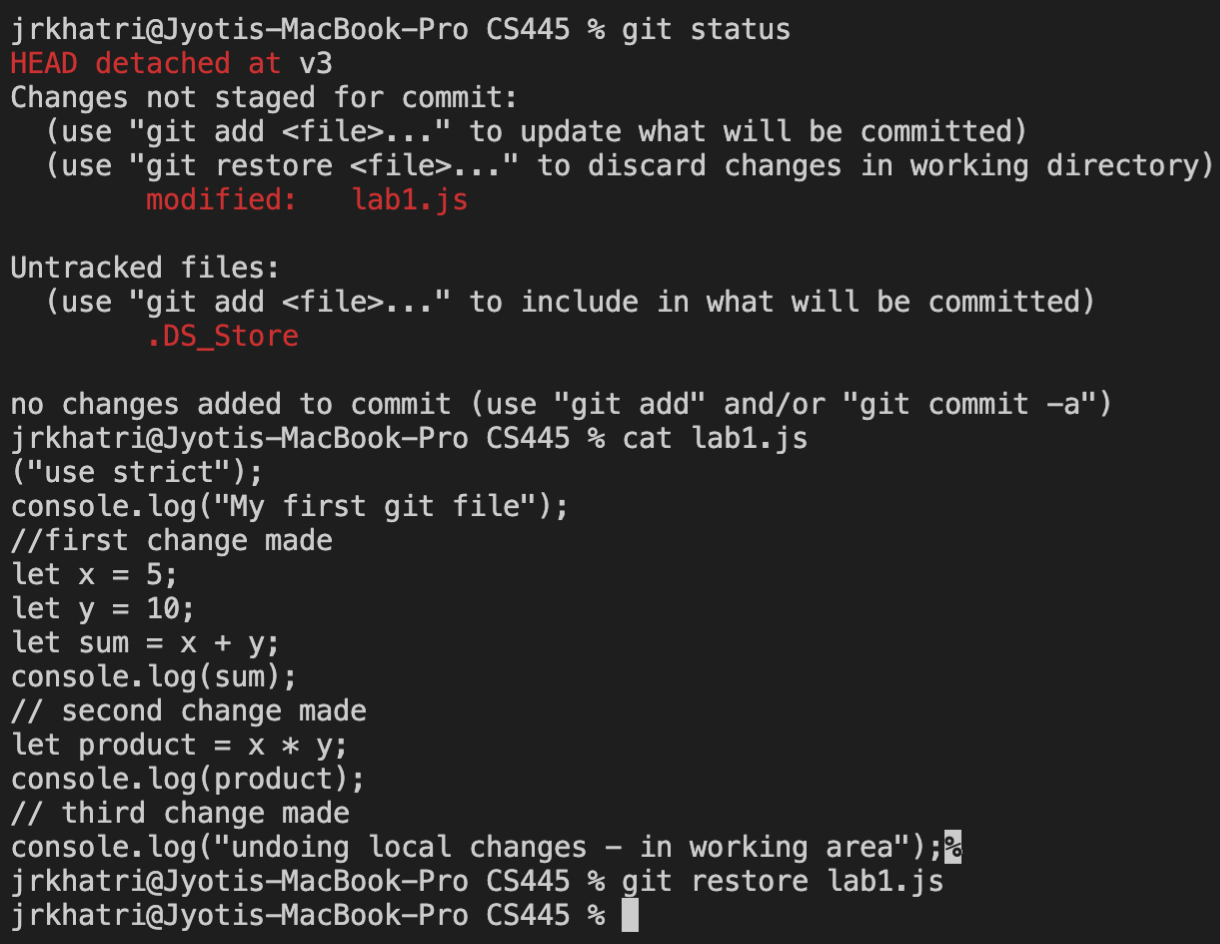 jrkhatri@Jyotis-MacBook-Pro CS445 % git status
HEAD detached at v3
Changes not staged for commit:
  (use "git add <file>..." to update what will be committed)
  (use "git restore <file>..." to discard changes in working directory)
        modified:   lab1.js

Untracked files:
  (use "git add <file>..." to include in what will be committed)
        .DS_Store

no changes added to commit (use "git add" and/or "git commit -a")
jrkhatri@Jyotis-MacBook-Pro CS445 % cat lab1.js
("use strict");
console.log("My first git file");
//first change made
let x = 5;
let y = 10;
let sum = x + y;
console.log(sum);
// second change made
let product = x * y;
console.log(product);
// third change made
console.log("undoing local changes - in working area");%
jrkhatri@Jyotis-MacBook-Pro CS445 % git restore lab1.js
jrkhatri@Jyotis-MacBook-Pro CS445 %